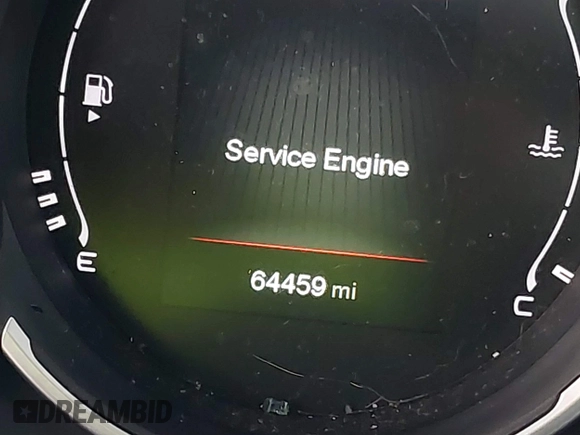 Service Engine
E
64459 mi
C
DREAMBID